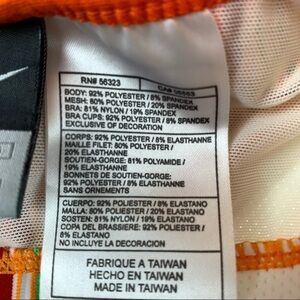 RN# 56323 CA# 05553
BODY: 92% POLYESTER / 8% SPANDEX
MESH: 80% POLYESTER / 20% SPANDEX
BRA: 81% NYLON / 19% SPANDEX
BRA CUPS: 92% POLYESTER / 8% SPANDEX
EXCLUSIVE OF DECORATION
CORPS: 92% POLYESTER / 8% ELASTHANNE
MAILLE FILET: 80% POLYESTER /
20% ELASTHANNE
SOUTIEN-GORGE: 81% POLYAMIDE /
19% ELASTHANNE
BONNETS DE SOUTIEN-GORGE:
92% POLYESTER / 8% ELASTHANNE
SANS ORNEMENTS
CUERPO: 92% POLIESTER / 8% ELASTANO
MALLA: 80% POLIESTER / 20% ELASTANO
SOSTEN: 81% NYLON / 19% ELASTANO
COPA DEL BRASSIERE: 92% POLIESTER /
8% ELASTANO
NO INCLUYE LA DECORACIÓN
FABRIQUE A TAIWAN
HECHO EN TAIWAN
MADE IN TAIWAN